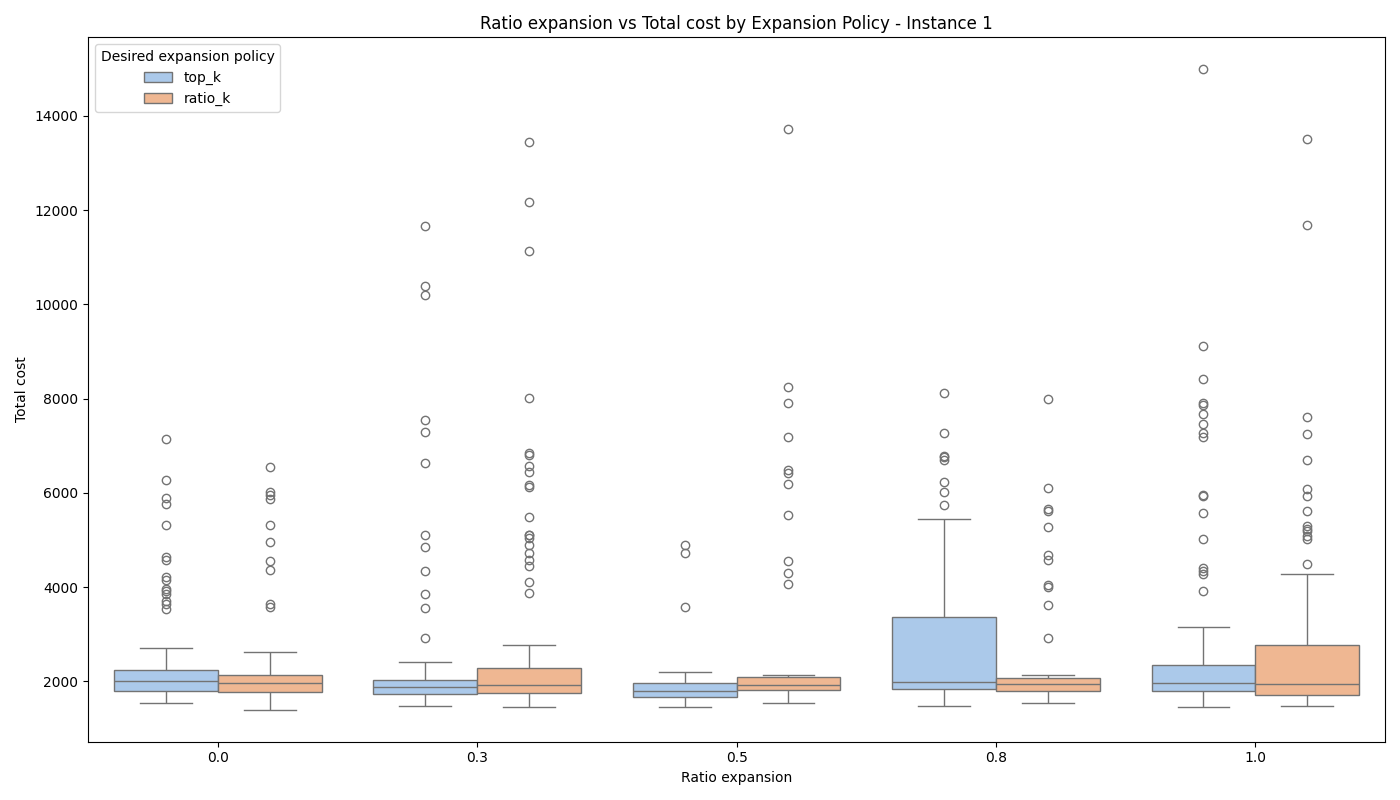 Ratio expansion vs Total cost by Expansion Policy - Instance 1
Desired expansion policy
top_k
ratio_k
Total cost
14000
12000
10000
8000
6000
4000
2000
0.0
0.3
0.5
0.8
1.0
Ratio expansion